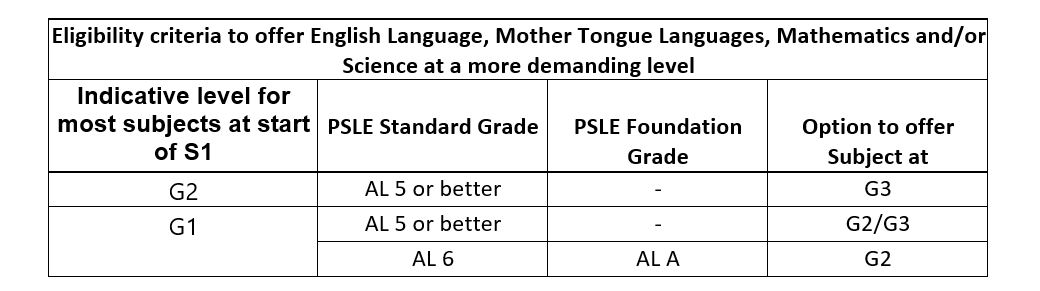 Eligibility criteria to offer English Language, Mother Tongue Languages, Mathematics and/or
Science at a more demanding level
Indicative level for
most subjects at start
of S1
PSLE Standard Grade
PSLE Foundation
Grade
Option to offer
Subject at
G2
AL 5 or better
-
G3
G1
AL 5 or better
-
G2/G3
AL 6
AL A
G2